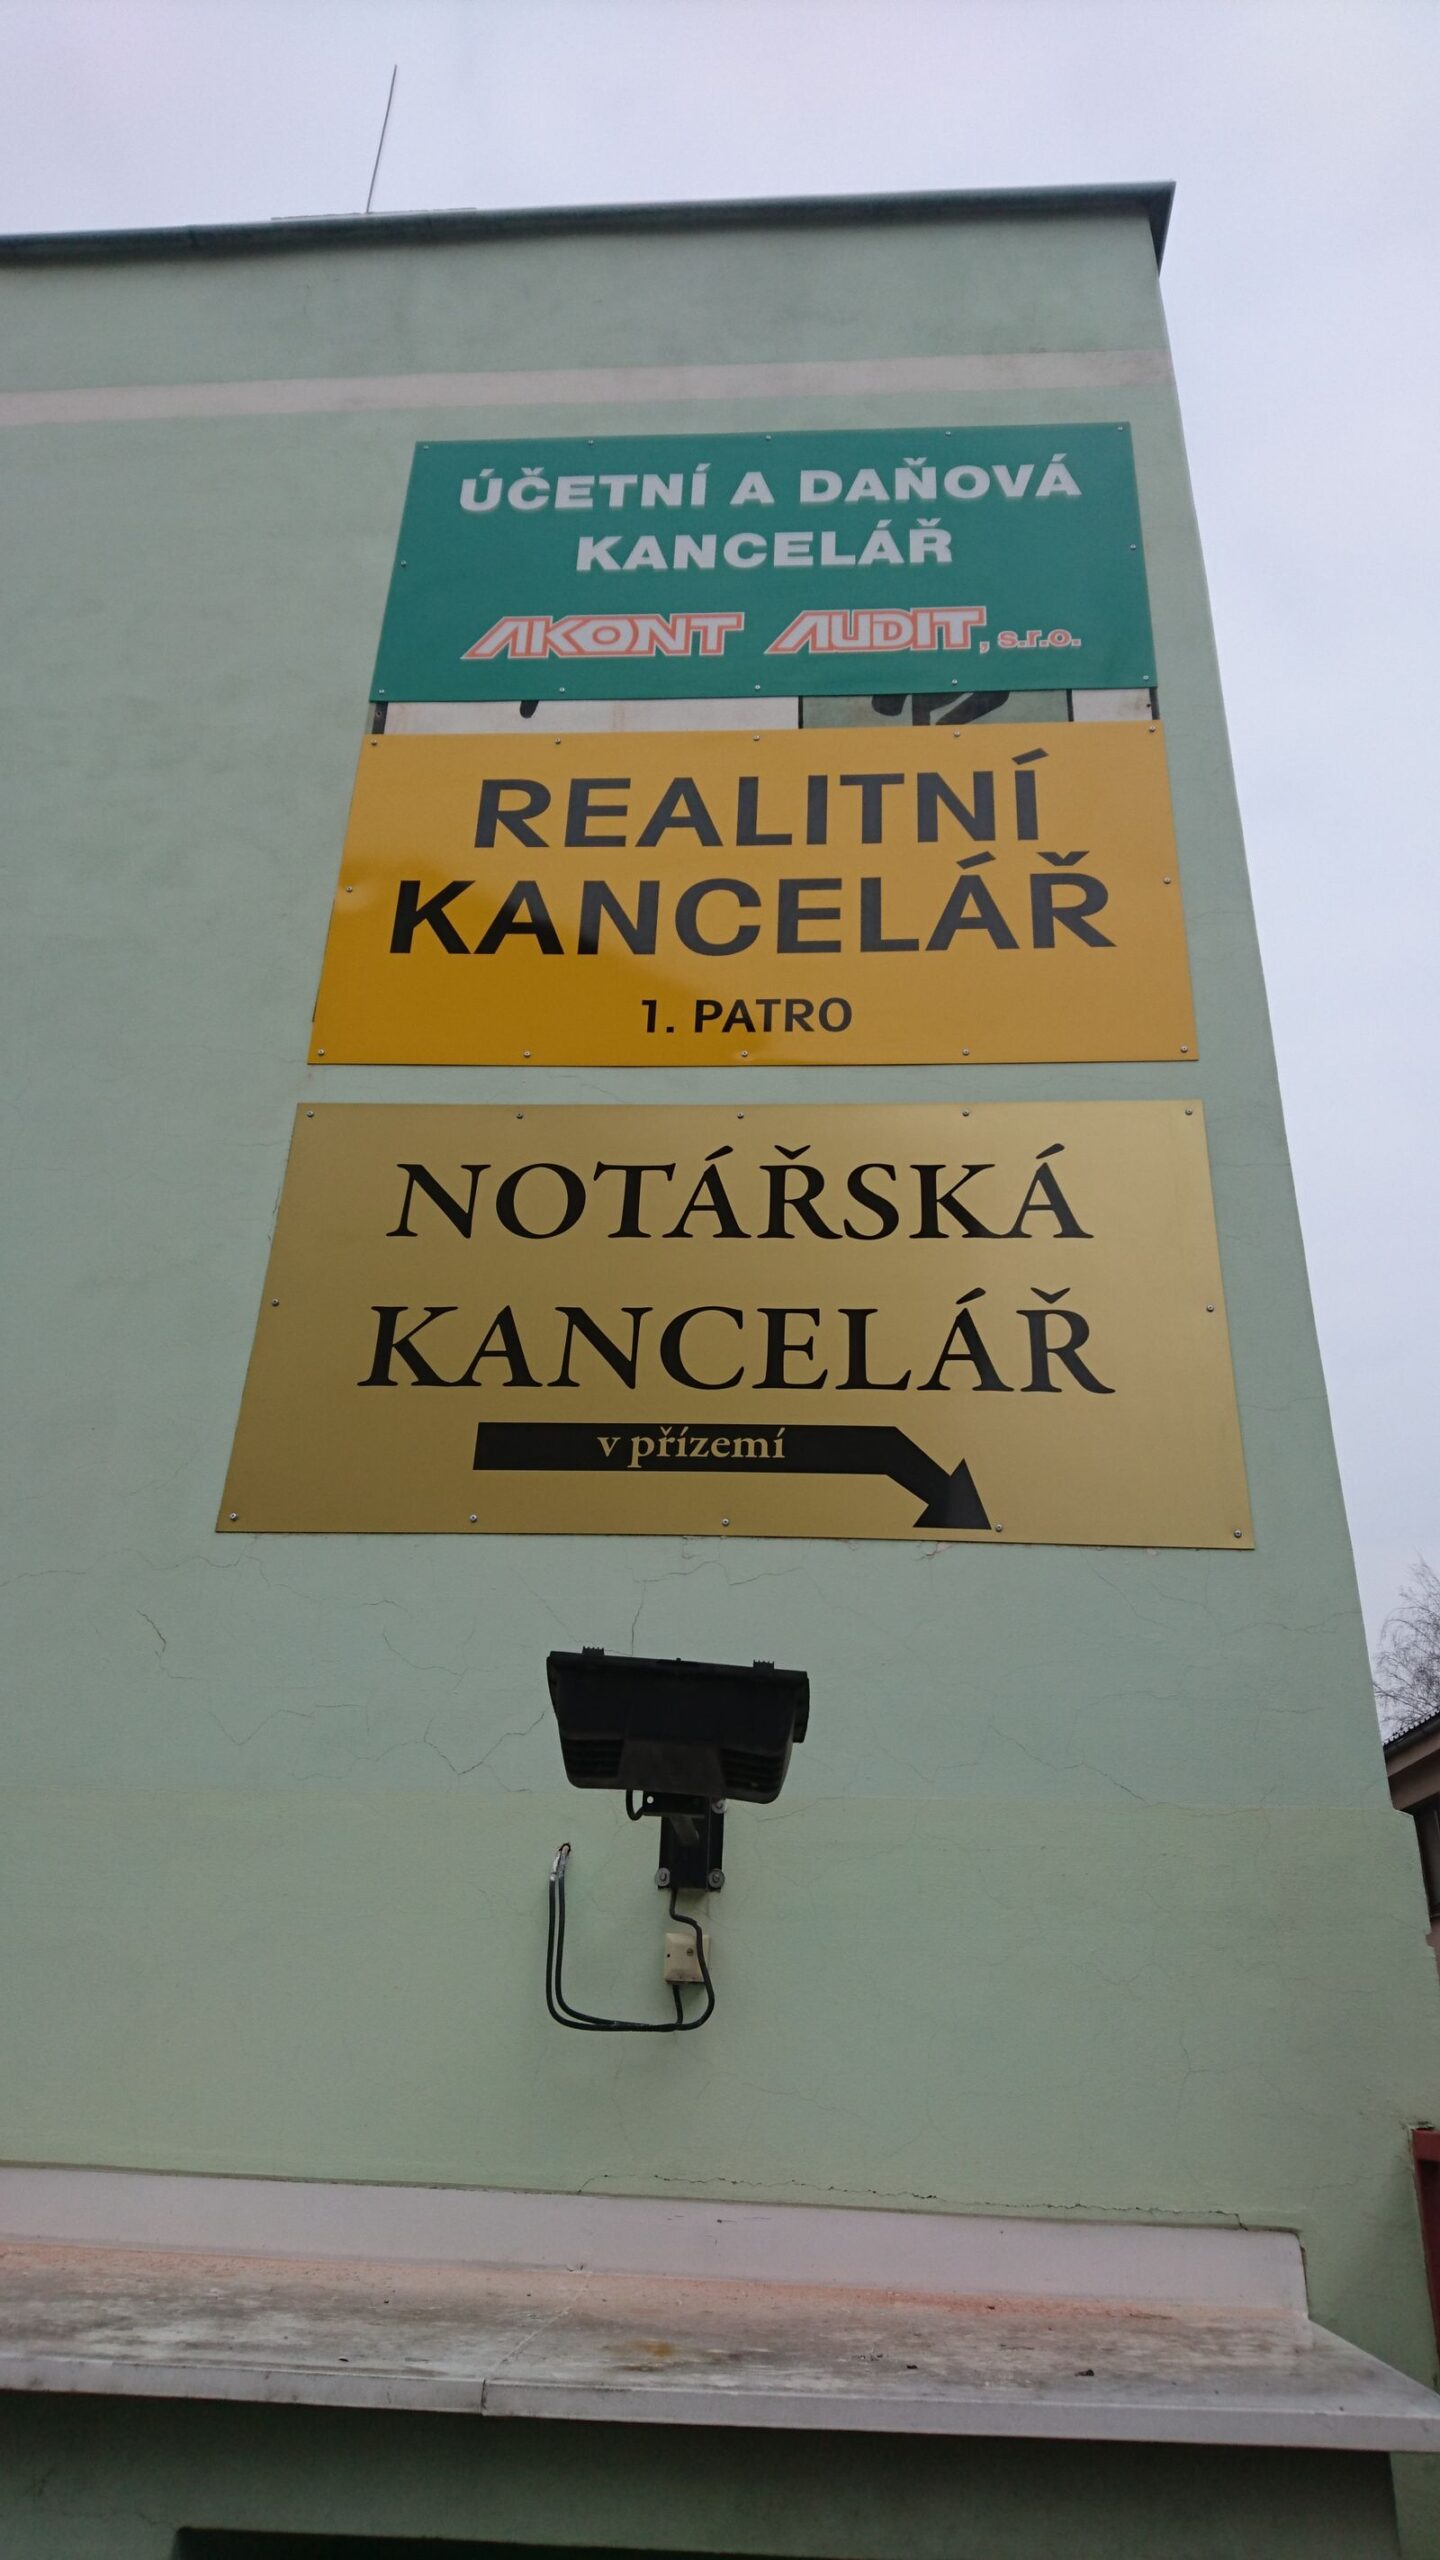 ÚČETNÍ A DAŇOVÁ
KANCELÁŘ
AKONT AUDIT, s.r.o.
REALITNÍ
KANCELÁŘ
1. PATRO
NOTÁŘSKÁ
KANCELÁŘ
v přízemí